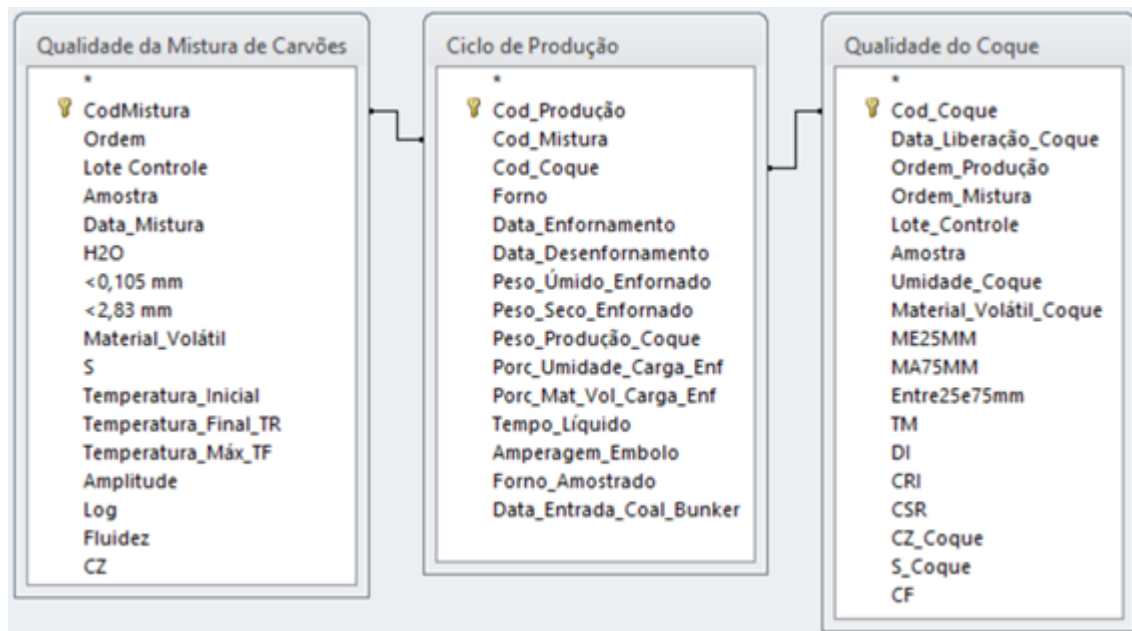 Qualidade da Mistura de Carvões
*
CodMistura
Ordem
Lote Controle
Amostra
Data_Mistura
H2O
<0,105 mm
<2,83 mm
Material_Volátil
S
Temperatura_Inicial
Temperatura_Final_TR
Temperatura_Máx_TF
Amplitude
Log
Fluidez
CZ
Ciclo de Produção
*
Cod_Produção
Cod_Mistura
Cod_Coque
Forno
Data_Enfornamento
Data_Desenfornamento
Peso_Úmido_Enfornado
Peso_Seco_Enfornado
Peso_Produção_Coque
Porc_Umidade_Carga_Enf
Porc_Mat_Vol_Carga_Enf
Tempo_Líquido
Amperagem_Embolo
Forno_Amostrado
Data_Entrada_Coal_Bunker
Qualidade do Coque
*
Cod_Coque
Data_Liberação_Coque
Ordem_Produção
Ordem_Mistura
Lote_Controle
Amostra
Umidade_Coque
Material_Volátil_Coque
ME25MM
MA75MM
Entre25e75mm
TM
DI
CRI
CSR
CZ_Coque
S_Coque
CF